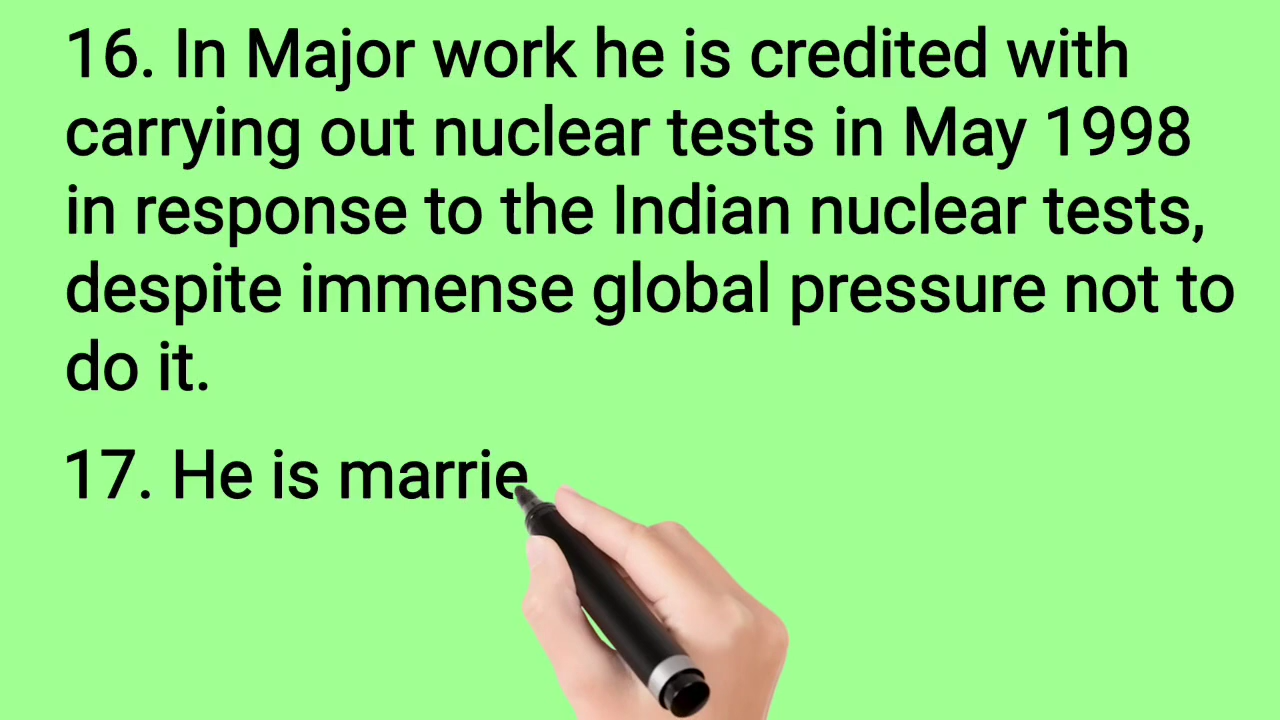 16. In Major work he is credited with
carrying out nuclear tests in May 1998
in response to the Indian nuclear tests,
despite immense global pressure not to
do it.
17. He is marrie